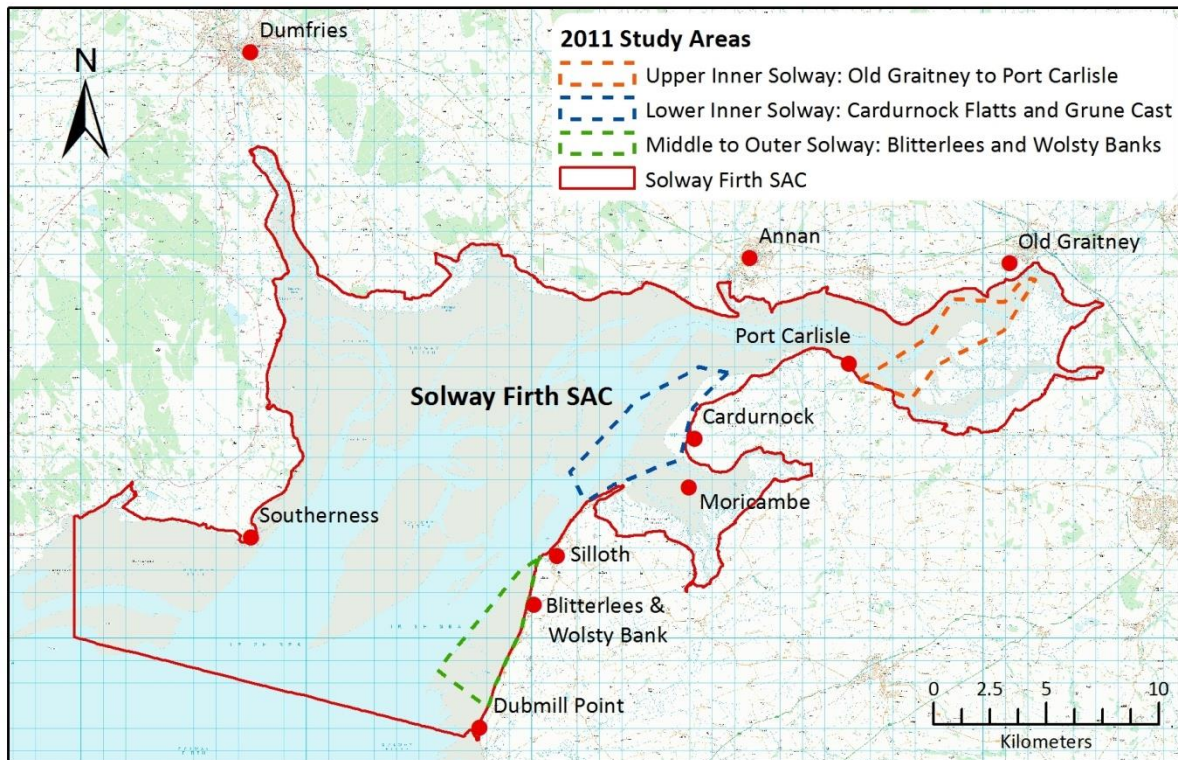 Dumfries
N
2011 Study Areas
Upper Inner Solway: Old Graitney to Port Carlisle
Lower Inner Solway: Cardurnock Flatts and Grune Cast
Middle to Outer Solway: Blitterlees and Wolsty Banks
Solway Firth SAC
Annan
Old Graitney
Port Carlisle
Solway Firth SAC
Cardurnock
Moricambe
Southerness
Silloth
Blitterlees &
Wolsty Bank
Dubmill Point
0 2.5 5 10
Kilometers